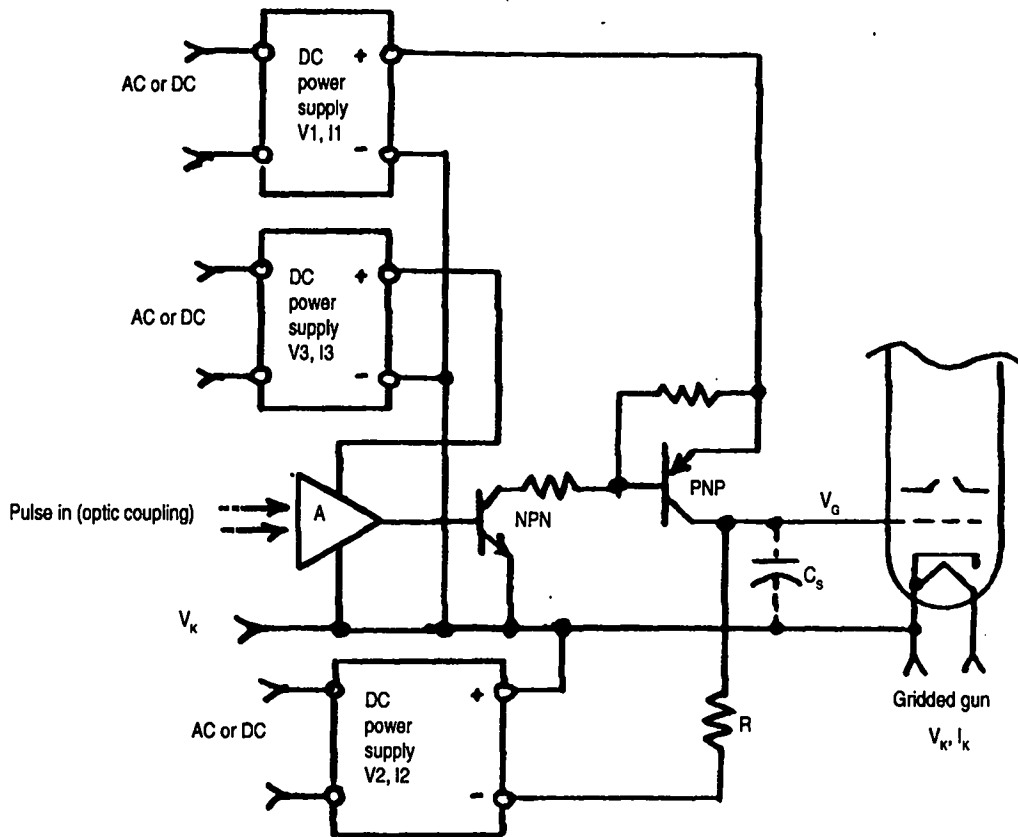 DC
power
supply
V1, I1
+
-
AC or DC
DC
power
supply
V3, I3
+
-
AC or DC
Pulse in (optic coupling)
A
NPN
PNP
V_G
C_S
V_K
DC
power
supply
V2, I2
+
-
AC or DC
R
Gridded gun
V_K, I_K